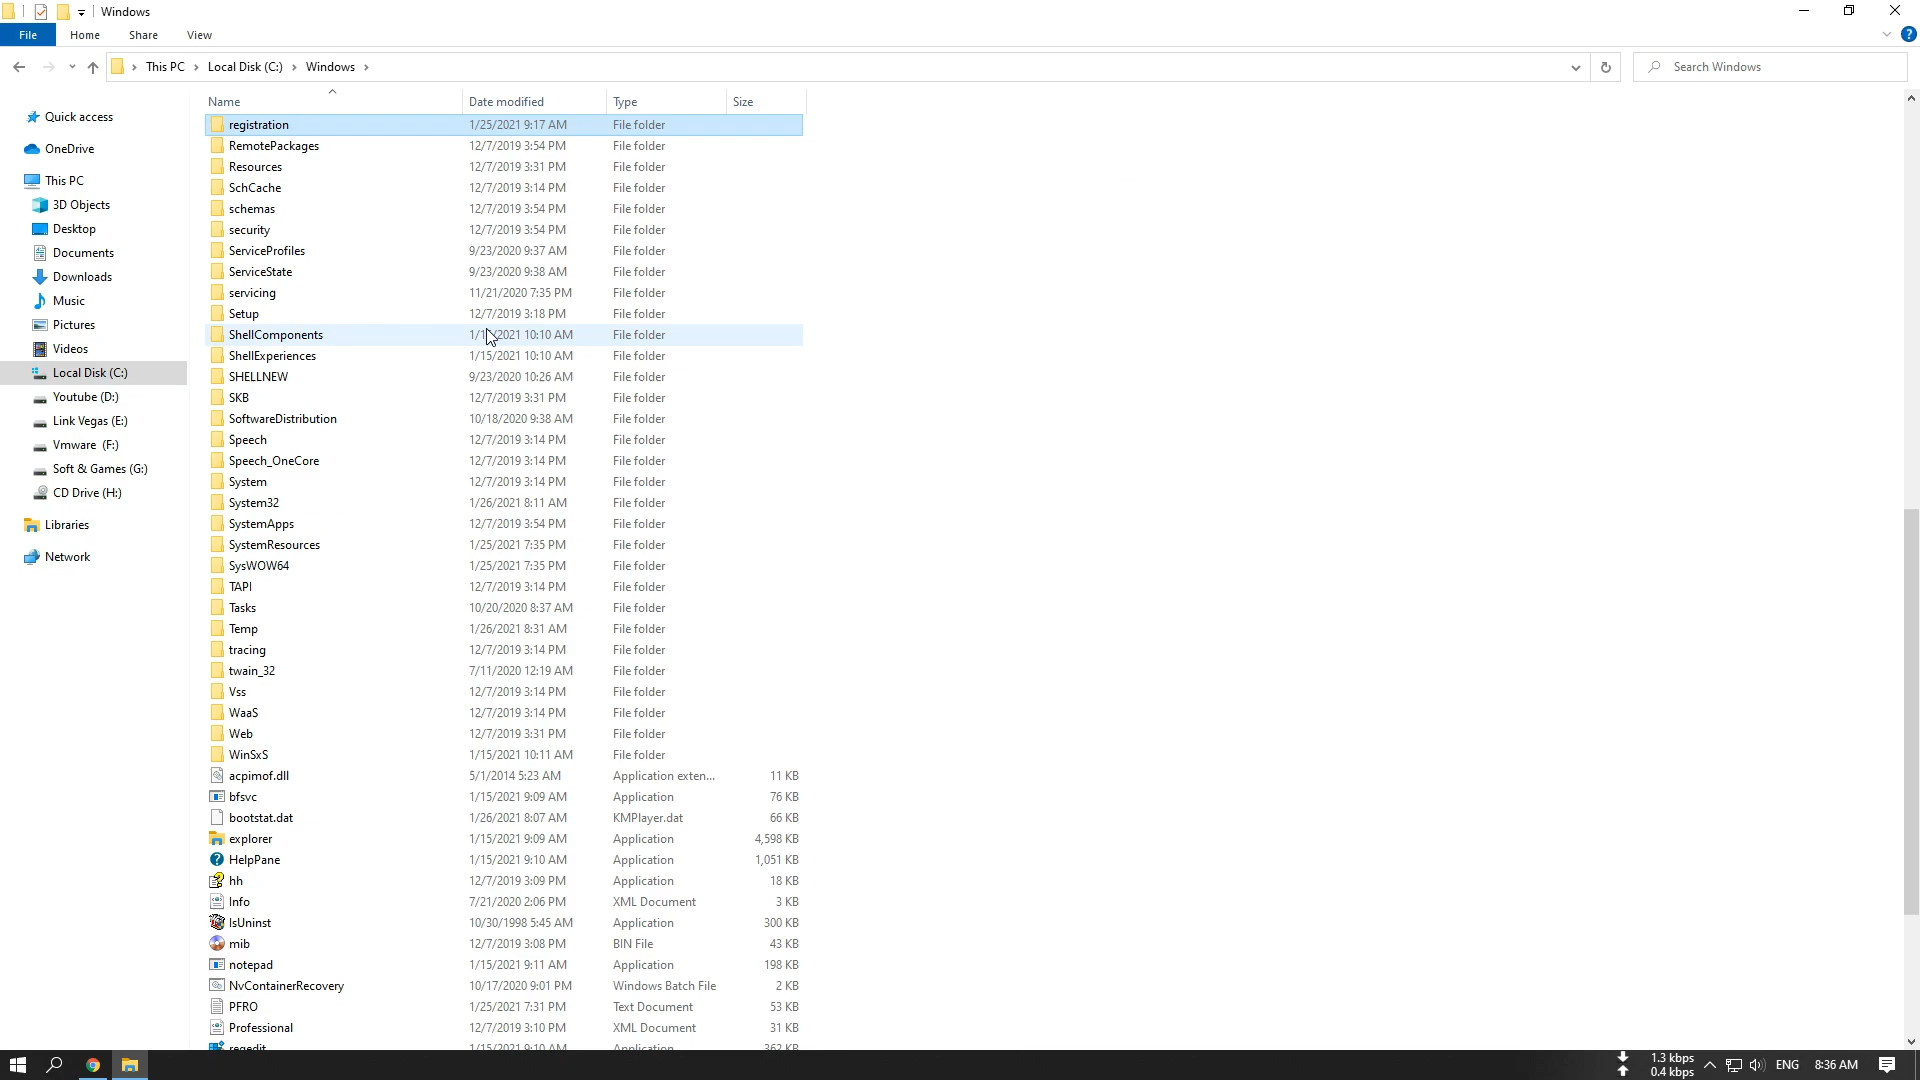 Windows
File Home Share View
This PC Local Disk (C:) Windows
Search Windows
Quick access
OneDrive
This PC
3D Objects
Desktop
Documents
Downloads
Music
Pictures
Videos
Local Disk (C:)
Youtube (D:)
Link Vegas (E:)
Vmware (F:)
Soft & Games (G:)
CD Drive (H:)
Libraries
Network
Name Date modified Type Size
registration 1/25/2021 9:17 AM File folder
RemotePackages 12/7/2019 3:54 PM File folder
Resources 12/7/2019 3:31 PM File folder
SchCache 12/7/2019 3:14 PM File folder
schemas 12/7/2019 3:54 PM File folder
security 12/7/2019 3:54 PM File folder
ServiceProfiles 9/23/2020 9:37 AM File folder
ServiceState 9/23/2020 9:38 AM File folder
servicing 11/21/2020 7:35 PM File folder
Setup 12/7/2019 3:18 PM File folder
ShellComponents 10:10 AM File folder
ShellExperiences 1/15/2021 10:10 AM File folder
SHELLNEW 9/23/2020 10:26 AM File folder
SKB 12/7/2019 3:31 PM File folder
SoftwareDistribution 10/18/2020 9:38 AM File folder
Speech 12/7/2019 3:14 PM File folder
Speech_OneCore 12/7/2019 3:14 PM File folder
System 12/7/2019 3:14 PM File folder
System32 1/26/2021 8:11 AM File folder
SystemApps 12/7/2019 3:54 PM File folder
SystemResources 1/25/2021 7:35 PM File folder
SysWOW64 1/25/2021 7:35 PM File folder
TAPI 12/7/2019 3:14 PM File folder
Tasks 10/20/2020 8:37 AM File folder
Temp 1/26/2021 8:31 AM File folder
tracing 12/7/2019 3:14 PM File folder
twain_32 7/11/2020 12:19 AM File folder
Vss 12/7/2019 3:14 PM File folder
WaaS 12/7/2019 3:14 PM File folder
Web 12/7/2019 3:31 PM File folder
WinSxS 1/15/2021 10:11 AM File folder
acpimof.dll 5/1/2014 5:23 AM Application exten... 11 KB
bfsvc 1/15/2021 9:09 AM Application 76 KB
bootstat.dat 1/26/2021 8:07 AM KMPlayer.dat 66 KB
explorer 1/15/2021 9:09 AM Application 4,598 KB
HelpPane 1/15/2021 9:10 AM Application 1,051 KB
hh 12/7/2019 3:09 PM Application 18 KB
Info 7/21/2020 2:06 PM XML Document 3 KB
IsUninst 10/30/1998 5:45 AM Application 300 KB
mib 12/7/2019 3:08 PM BIN File 43 KB
notepad 1/15/2021 9:11 AM Application 198 KB
NvContainerRecovery 10/17/2020 9:01 PM Windows Batch File 2 KB
PFRO 1/25/2021 7:31 PM Text Document 53 KB
Professional 12/7/2019 3:10 PM XML Document 31 KB
regedit 1/15/2021 9:10 AM Application 362 KB
1.3 kbps
0.4 kbps
ENG 8:36 AM